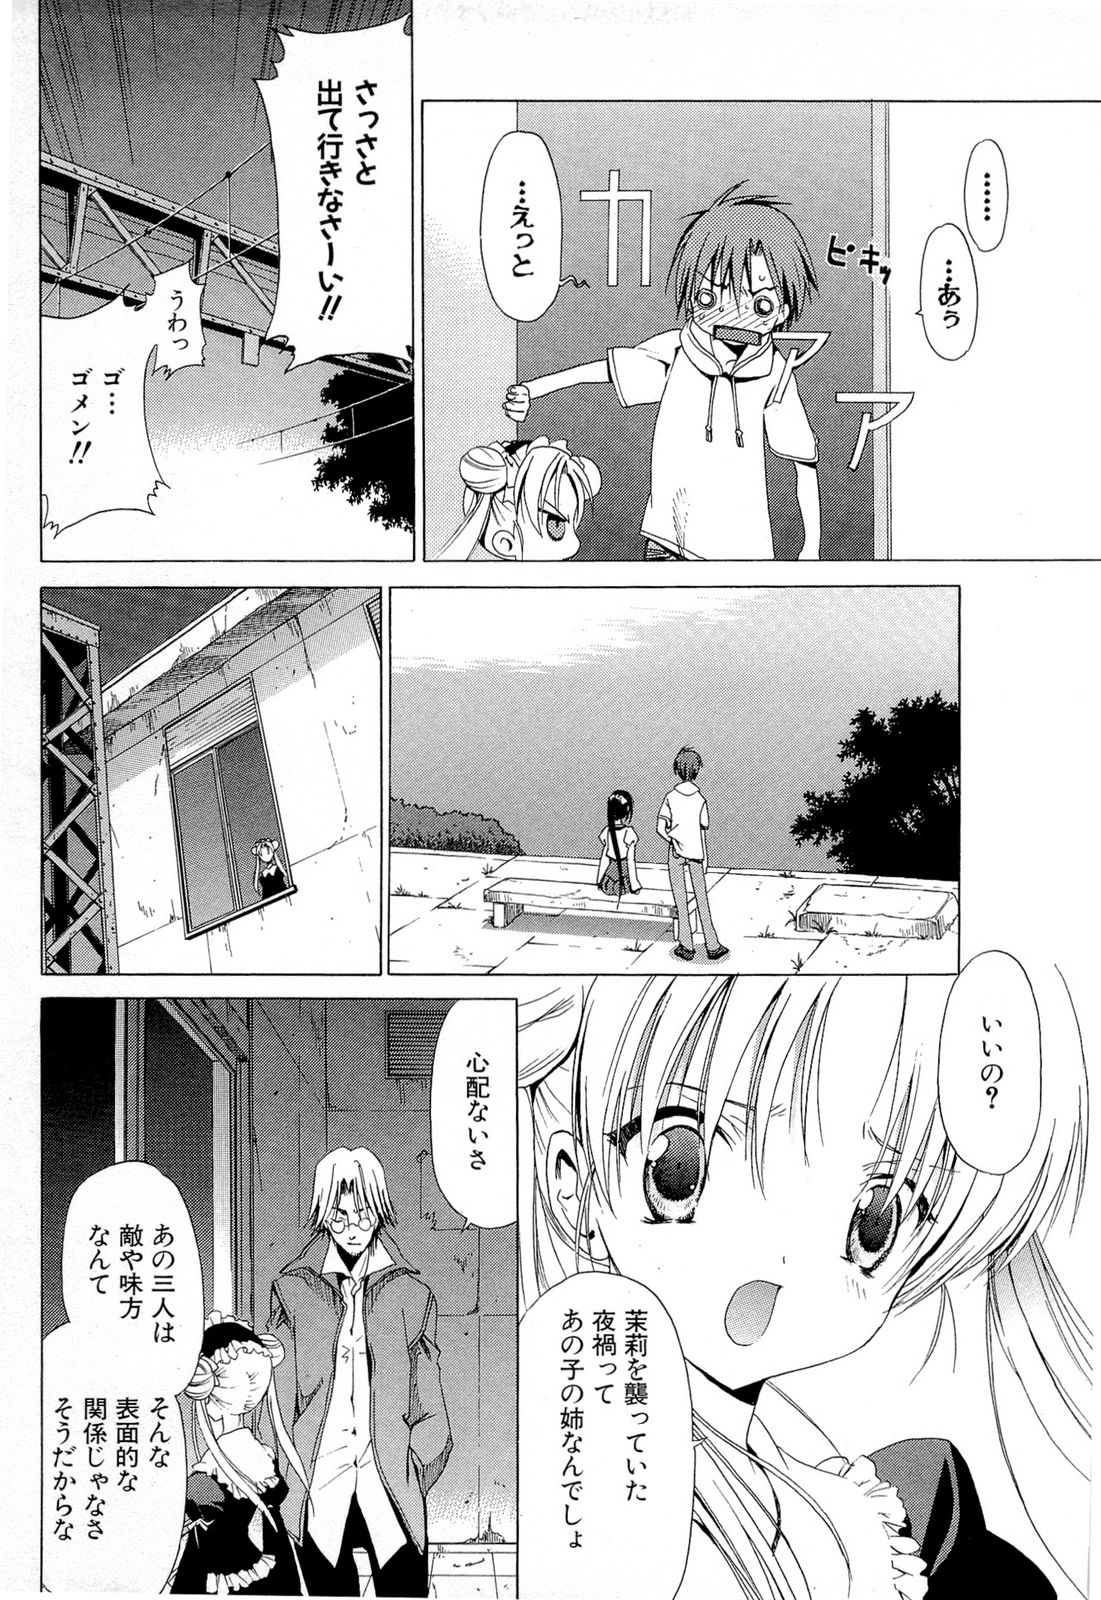 ……
…あぅ
ピキッ
カ
ア
ア
…えっと
さっさと
出て行きなさーい!!
うわっ
ゴ…
ゴメン!!
いいの?
茉莉を襲っていた
夜禍って
あの子の姉なんでしょ
心配ないさ
あの三人は
敵や味方
なんて
そんな
表面的な
関係じゃなさ
そうだからな